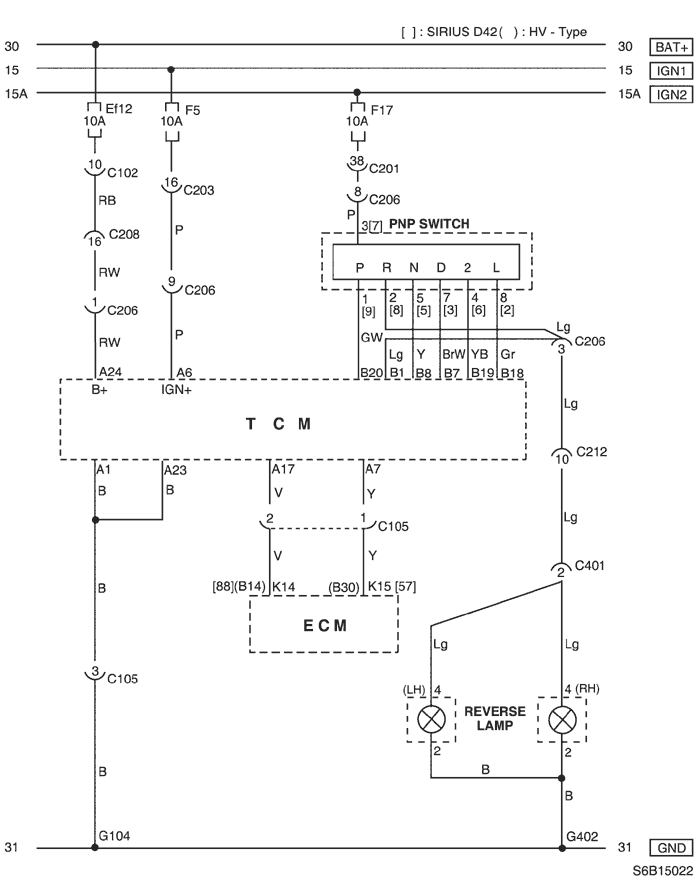 [ ] : SIRIUS D42 ( ) : HV - Type
30 30 BAT+
15 15 IGN1
15A 15A IGN2
Ef12 F5 F17
10A 10A 10A
38 C201
10 C102 16 C203 8 C206
RB P P 3[7] PNP SWITCH
16 C208
P R N D 2 L
RW 9 C206
1 2 5 7 4 8
[9] [8] [5] [3] [6] [2]
1 C206 Lg
RW P GW 3 C206
Lg Y BrW YB Gr
A24 A6 B20 B1 B8 B7 B19 B18
B+ IGN+
Lg
T C M
10 C212
A1 A23 A17 A7
B B V Y
2 1 C105 Lg
V Y
2 C401
B [88](B14) K14 (B30) K15 [57]
ECM
Lg Lg
3 C105
(LH) 4 4 (RH)
REVERSE
LAMP
2 2
B B
B
G104 G402
31 31 GND
S6B15022